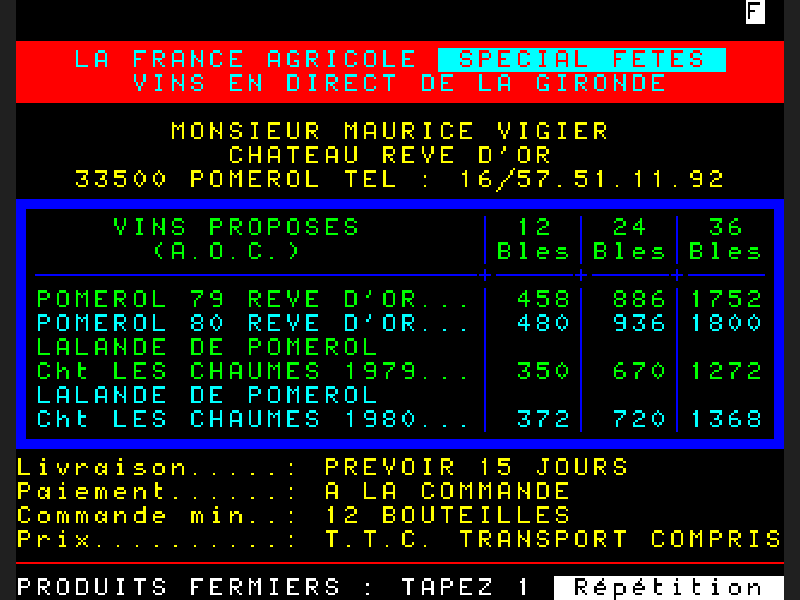 F
LA FRANCE AGRICOLE SPECIAL FETES
VINS EN DIRECT DE LA GIRONDE
MONSIEUR MAURICE VIGIER
CHATEAU REVE D'OR
33500 POMEROL TEL : 16/57.51.11.92
VINS PROPOSES 12 24 36
(A.O.C.) Bles Bles Bles
POMEROL 79 REVE D'OR... 458 886 1752
POMEROL 80 REVE D'OR... 480 936 1800
LALANDE DE POMEROL
Cht LES CHAUMES 1979... 350 670 1272
LALANDE DE POMEROL
Cht LES CHAUMES 1980... 372 720 1368
Livraison.....: PREVOIR 15 JOURS
Paiement......: A LA COMMANDE
Commande min..: 12 BOUTEILLES
Prix..........: T.T.C. TRANSPORT COMPRIS
PRODUITS FERMIERS : TAPEZ 1 Répétition